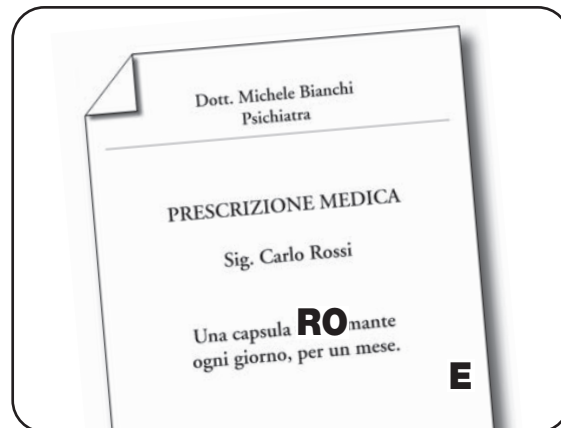 Dott. Michele Bianchi
Psichiatra
PRESCRIZIONE MEDICA
Sig. Carlo Rossi
Una capsula ROmante
ogni giorno, per un mese.
E